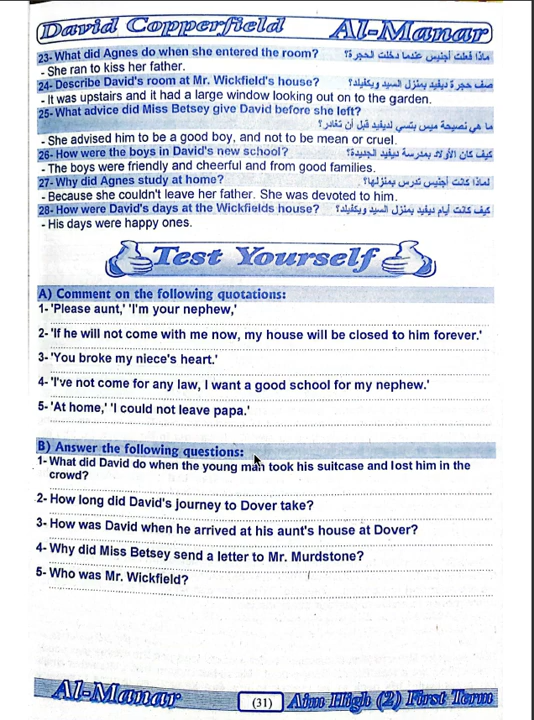 David Copperfield Al-Manar
23- What did Agnes do when she entered the room? ماذا فعلت أجنيس عندما دخلت الحجرة؟
- She ran to kiss her father.
24- Describe David's room at Mr. Wickfield's house? صف حجرة ديفيد بمنزل السيد ويكفيلد؟
- It was upstairs and it had a large window looking out on to the garden.
25- What advice did Miss Betsey give David before she left?
ما هي نصيحة ميس بتسي لديفيد قبل أن تغادر؟
- She advised him to be a good boy, and not to be mean or cruel.
26- How were the boys in David's new school? كيف كان الأولاد بمدرسة ديفيد الجديدة؟
- The boys were friendly and cheerful and from good families.
27- Why did Agnes study at home? لماذا كانت أجنيس تدرس بمنزلها؟
- Because she couldn't leave her father. She was devoted to him.
28- How were David's days at the Wickfields house? كيف كانت أيام ديفيد بمنزل السيد ويكفيلد؟
- His days were happy ones.
Test Yourself
A) Comment on the following quotations:
1- 'Please aunt,' 'I'm your nephew,'
2- 'If he will not come with me now, my house will be closed to him forever.'
3- 'You broke my niece's heart.'
4- 'I've not come for any law, I want a good school for my nephew.'
5- 'At home,' 'I could not leave papa.'
B) Answer the following questions:
1- What did David do when the young man took his suitcase and lost him in the
crowd?
2- How long did David's journey to Dover take?
3- How was David when he arrived at his aunt's house at Dover?
4- Why did Miss Betsey send a letter to Mr. Murdstone?
5- Who was Mr. Wickfield?
Al-Manar (31) Aim High (2) First Term